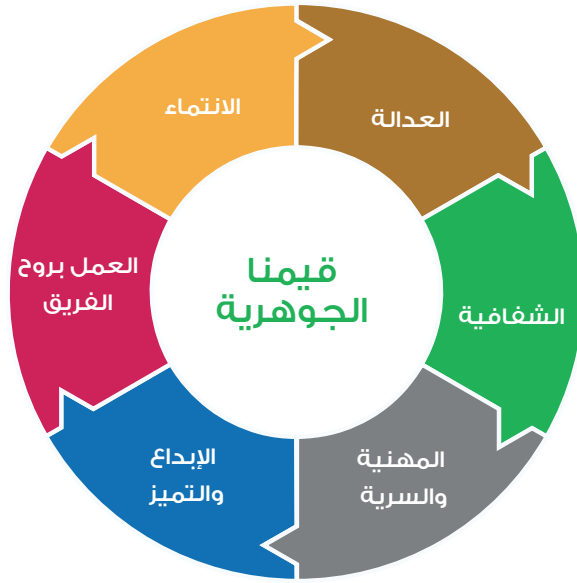 قيمنا
الجوهرية
العدالة
الشفافية
المهنية
والسرية
الإبداع
والتميز
العمل بروح
الفريق
الانتماء